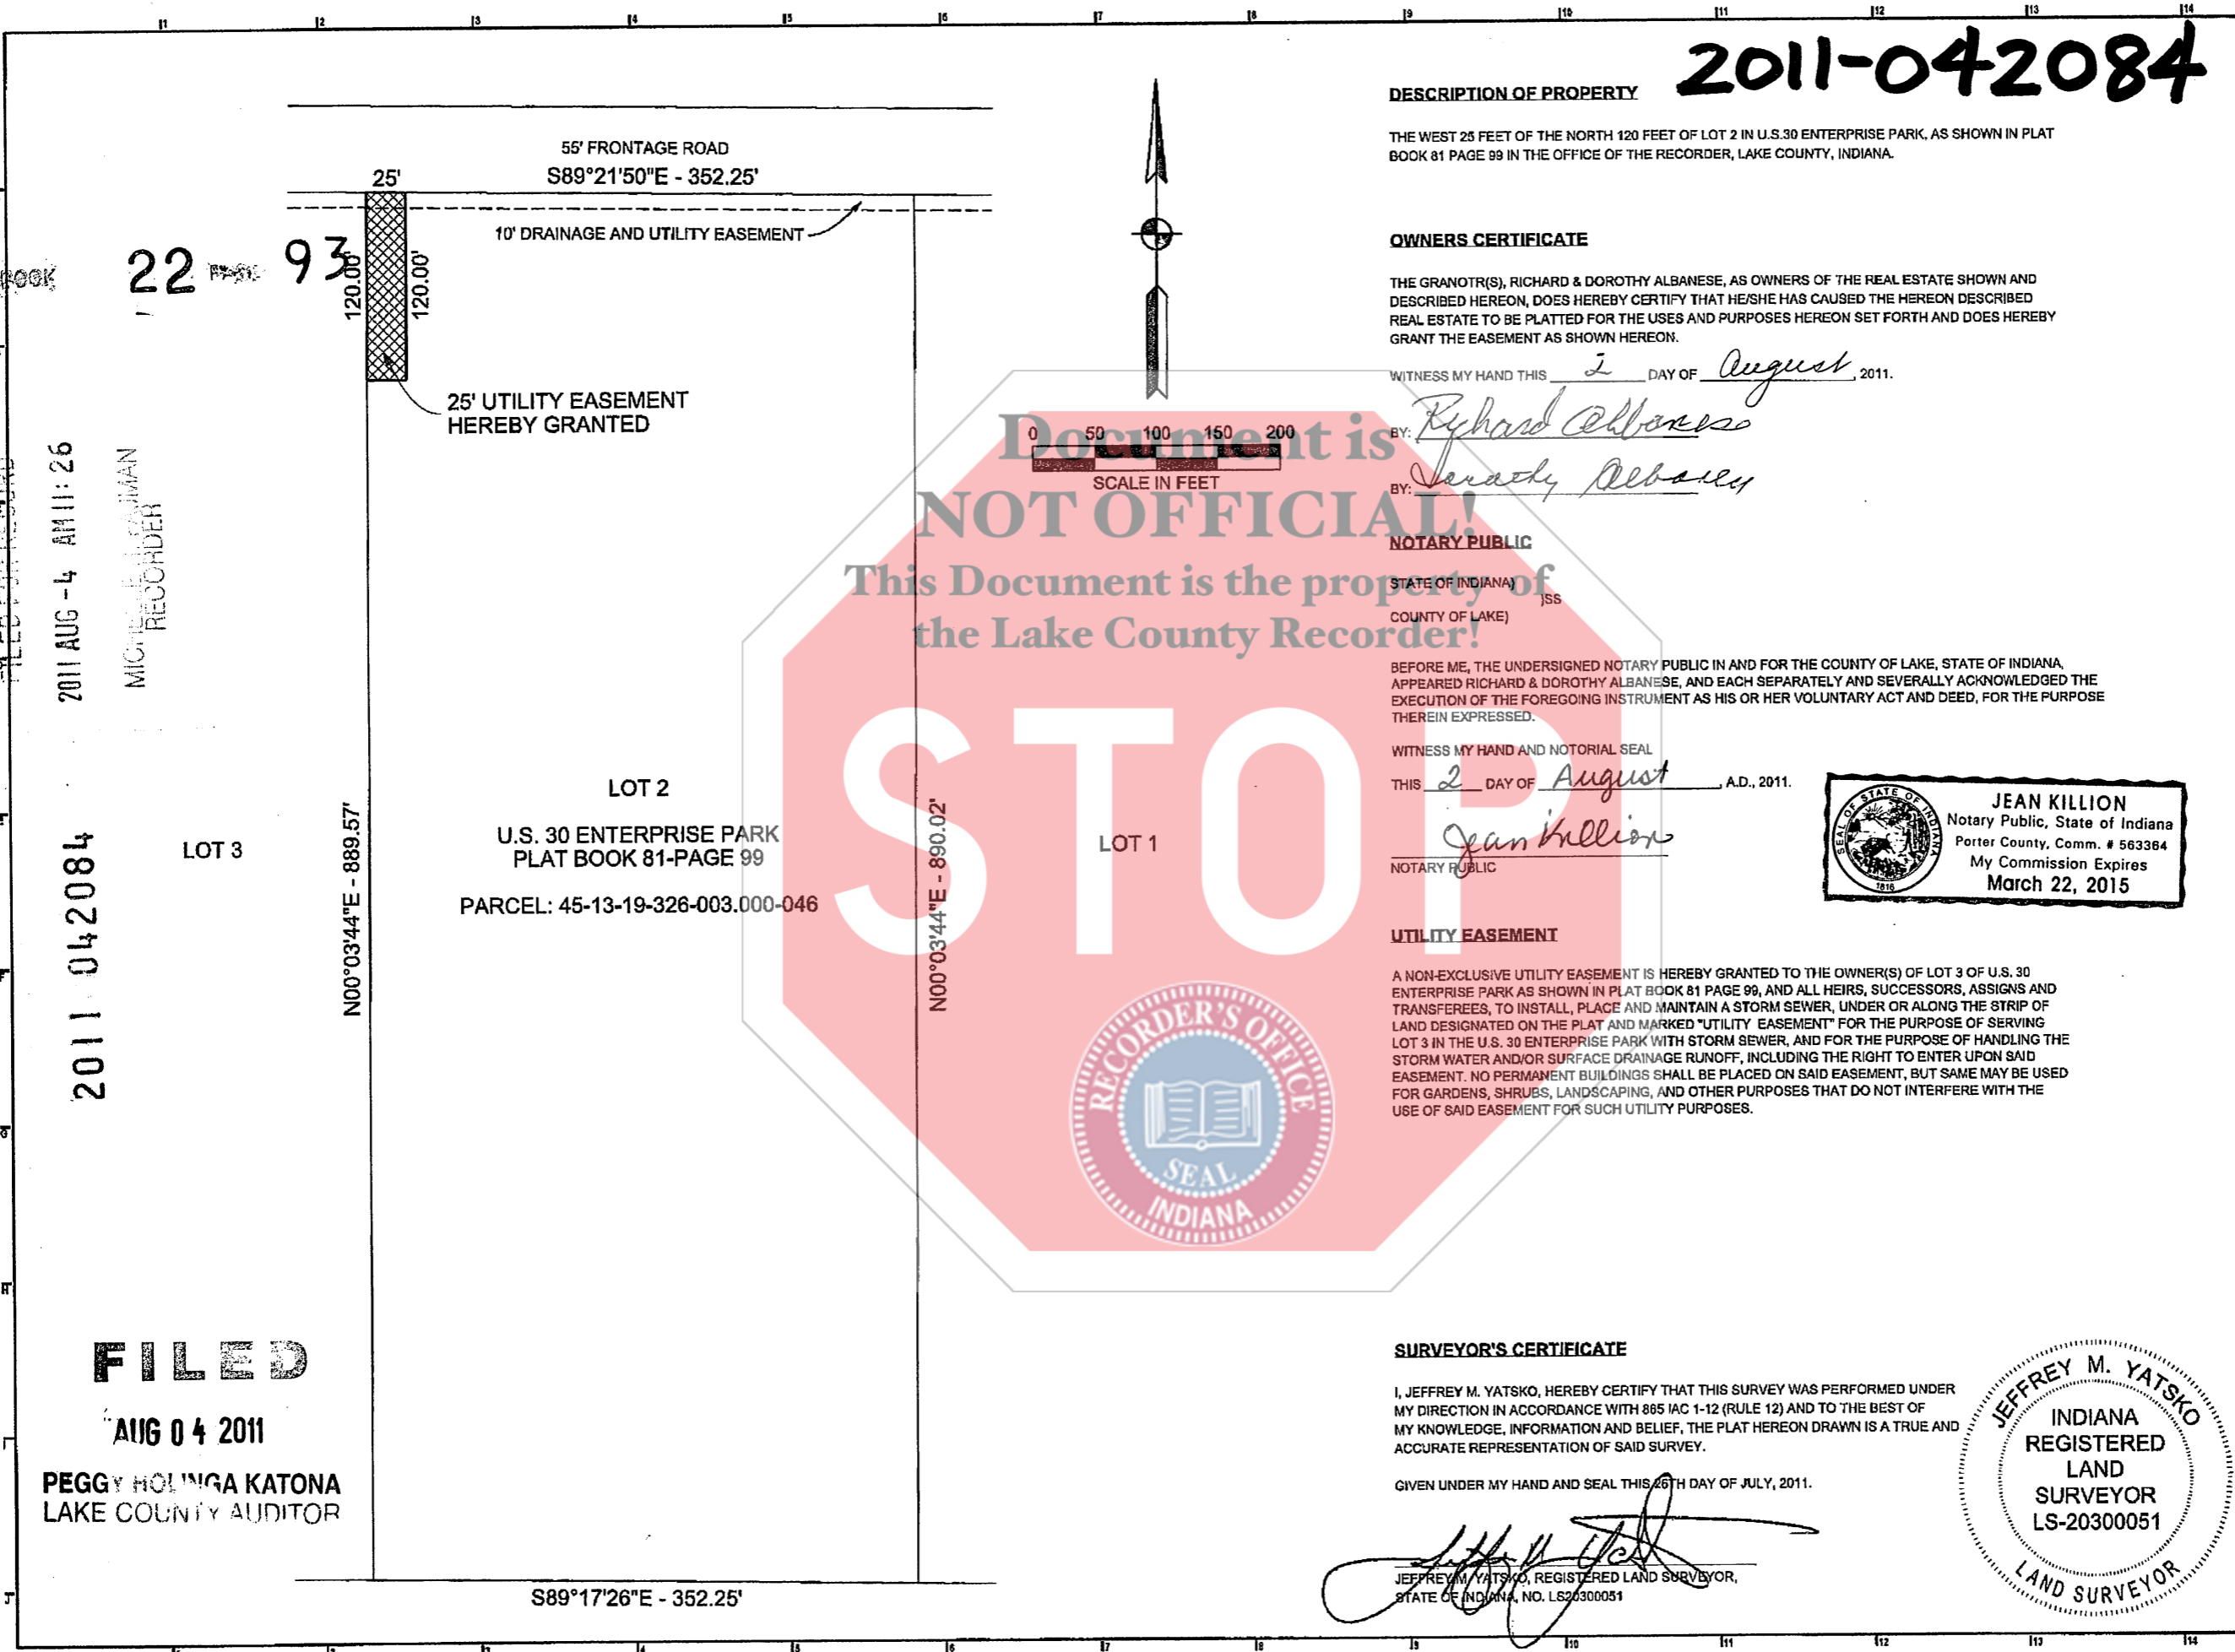 2011-042084
55' FRONTAGE ROAD
S89°21'50"E - 352.25'
25'
10' DRAINAGE AND UTILITY EASEMENT
22 93
120.00'
120.00'
25' UTILITY EASEMENT
HEREBY GRANTED
2011 AUG -4 AM 11:26
RECORDER
2011 042084
LOT 3
N00°03'44"E - 889.57'
LOT 2
U.S. 30 ENTERPRISE PARK
PLAT BOOK 81-PAGE 99
PARCEL: 45-13-19-326-003.000-046
N00°03'44"E - 890.02'
LOT 1
S89°17'26"E - 352.25'
FILED
AUG 04 2011
PEGGY HOLINGA KATONA
LAKE COUNTY AUDITOR
0 50 100 150 200
SCALE IN FEET
Document is
NOT OFFICIAL!
This Document is the property of
the Lake County Recorder!
STOP
RECORDER'S OFFICE
SEAL
INDIANA
DESCRIPTION OF PROPERTY
THE WEST 25 FEET OF THE NORTH 120 FEET OF LOT 2 IN U.S.30 ENTERPRISE PARK, AS SHOWN IN PLAT
BOOK 81 PAGE 99 IN THE OFFICE OF THE RECORDER, LAKE COUNTY, INDIANA.
OWNERS CERTIFICATE
THE GRANOTR(S), RICHARD & DOROTHY ALBANESE, AS OWNERS OF THE REAL ESTATE SHOWN AND
DESCRIBED HEREON, DOES HEREBY CERTIFY THAT HE/SHE HAS CAUSED THE HEREON DESCRIBED
REAL ESTATE TO BE PLATTED FOR THE USES AND PURPOSES HEREON SET FORTH AND DOES HEREBY
GRANT THE EASEMENT AS SHOWN HEREON.
WITNESS MY HAND THIS 2 DAY OF August, 2011.
BY: Richard Albanese
BY: Dorothy Albanese
NOTARY PUBLIC
STATE OF INDIANA)
)SS
COUNTY OF LAKE)
BEFORE ME, THE UNDERSIGNED NOTARY PUBLIC IN AND FOR THE COUNTY OF LAKE, STATE OF INDIANA,
APPEARED RICHARD & DOROTHY ALBANESE, AND EACH SEPARATELY AND SEVERALLY ACKNOWLEDGED THE
EXECUTION OF THE FOREGOING INSTRUMENT AS HIS OR HER VOLUNTARY ACT AND DEED, FOR THE PURPOSE
THEREIN EXPRESSED.
WITNESS MY HAND AND NOTORIAL SEAL
THIS 2 DAY OF August, A.D., 2011.
Jean Killion
NOTARY PUBLIC
SEAL OF STATE OF INDIANA
1816
JEAN KILLION
Notary Public, State of Indiana
Porter County, Comm. # 563364
My Commission Expires
March 22, 2015
UTILITY EASEMENT
A NON-EXCLUSIVE UTILITY EASEMENT IS HEREBY GRANTED TO THE OWNER(S) OF LOT 3 OF U.S. 30
ENTERPRISE PARK AS SHOWN IN PLAT BOOK 81 PAGE 99, AND ALL HEIRS, SUCCESSORS, ASSIGNS AND
TRANSFEREES, TO INSTALL, PLACE AND MAINTAIN A STORM SEWER, UNDER OR ALONG THE STRIP OF
LAND DESIGNATED ON THE PLAT AND MARKED "UTILITY EASEMENT" FOR THE PURPOSE OF SERVING
LOT 3 IN THE U.S. 30 ENTERPRISE PARK WITH STORM SEWER, AND FOR THE PURPOSE OF HANDLING THE
STORM WATER AND/OR SURFACE DRAINAGE RUNOFF, INCLUDING THE RIGHT TO ENTER UPON SAID
EASEMENT. NO PERMANENT BUILDINGS SHALL BE PLACED ON SAID EASEMENT, BUT SAME MAY BE USED
FOR GARDENS, SHRUBS, LANDSCAPING, AND OTHER PURPOSES THAT DO NOT INTERFERE WITH THE
USE OF SAID EASEMENT FOR SUCH UTILITY PURPOSES.
SURVEYOR'S CERTIFICATE
I, JEFFREY M. YATSKO, HEREBY CERTIFY THAT THIS SURVEY WAS PERFORMED UNDER
MY DIRECTION IN ACCORDANCE WITH 865 IAC 1-12 (RULE 12) AND TO THE BEST OF
MY KNOWLEDGE, INFORMATION AND BELIEF, THE PLAT HEREON DRAWN IS A TRUE AND
ACCURATE REPRESENTATION OF SAID SURVEY.
GIVEN UNDER MY HAND AND SEAL THIS 26TH DAY OF JULY, 2011.
JEFFREY M. YATSKO, REGISTERED LAND SURVEYOR,
STATE OF INDIANA, NO. LS20300051
JEFFREY M. YATSKO
INDIANA
REGISTERED
LAND
SURVEYOR
LS-20300051
LAND SURVEYOR